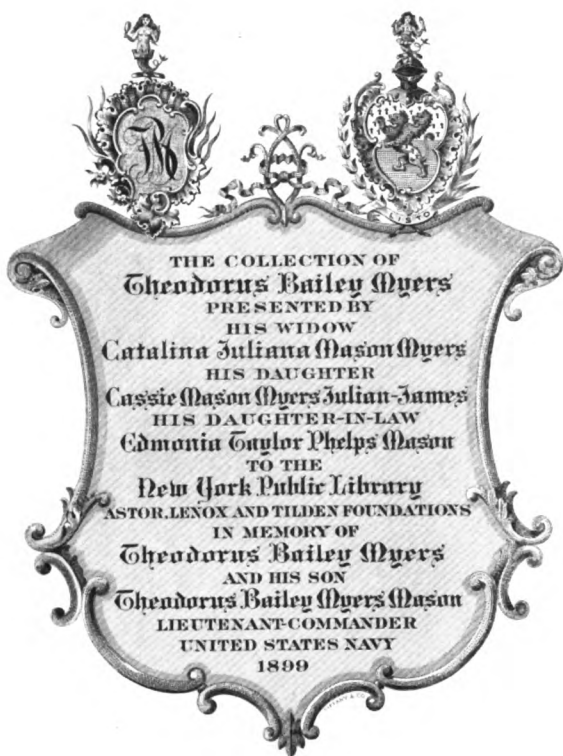 THE COLLECTION OF
Theodorus Bailey Myers
PRESENTED BY
HIS WIDOW
Catalina Juliana Mason Myers
HIS DAUGHTER
Cassie Mason Myers Julian-James
HIS DAUGHTER-IN-LAW
Edmonia Taylor Phelps Mason
TO THE
New York Public Library
ASTOR, LENOX AND TILDEN FOUNDATIONS
IN MEMORY OF
Theodorus Bailey Myers
AND HIS SON
Theodorus Bailey Myers Mason
LIEUTENANT-COMMANDER
UNITED STATES NAVY
1899
TIFFANY & CO.